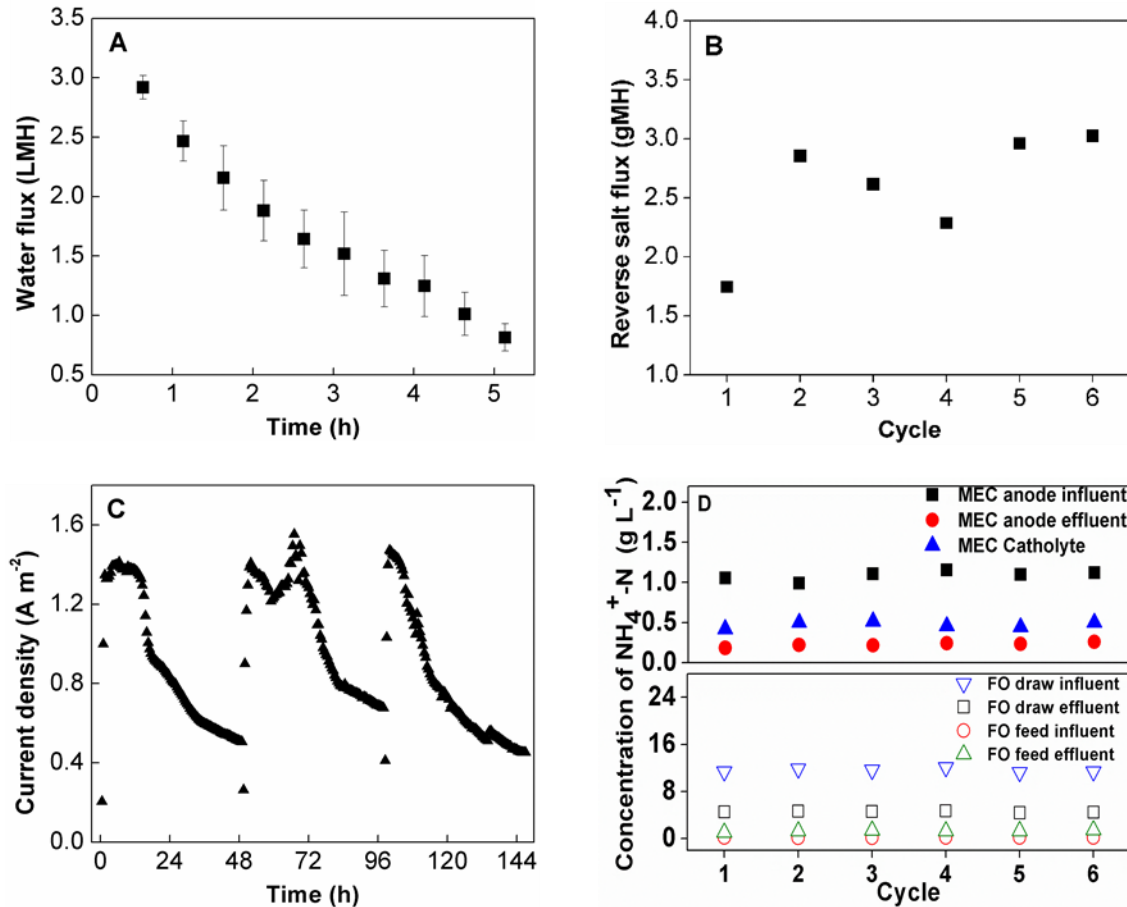 A
Water flux (LMH)
3.5
3.0
2.5
2.0
1.5
1.0
0.5
0 1 2 3 4 5
Time (h)
B
Reverse salt flux (gMH)
4.0
3.5
3.0
2.5
2.0
1.5
1.0
1 2 3 4 5 6
Cycle
C
Current density (A m-2)
1.6
1.2
0.8
0.4
0.0
0 24 48 72 96 120 144
Time (h)
D
Concentration of NH4+-N (g L-1)
2.0
1.5
1.0
0.5
0.0
MEC anode influent
MEC anode effluent
MEC Catholyte
24
16
8
0
FO draw influent
FO draw effluent
FO feed influent
FO feed effluent
1 2 3 4 5 6
Cycle